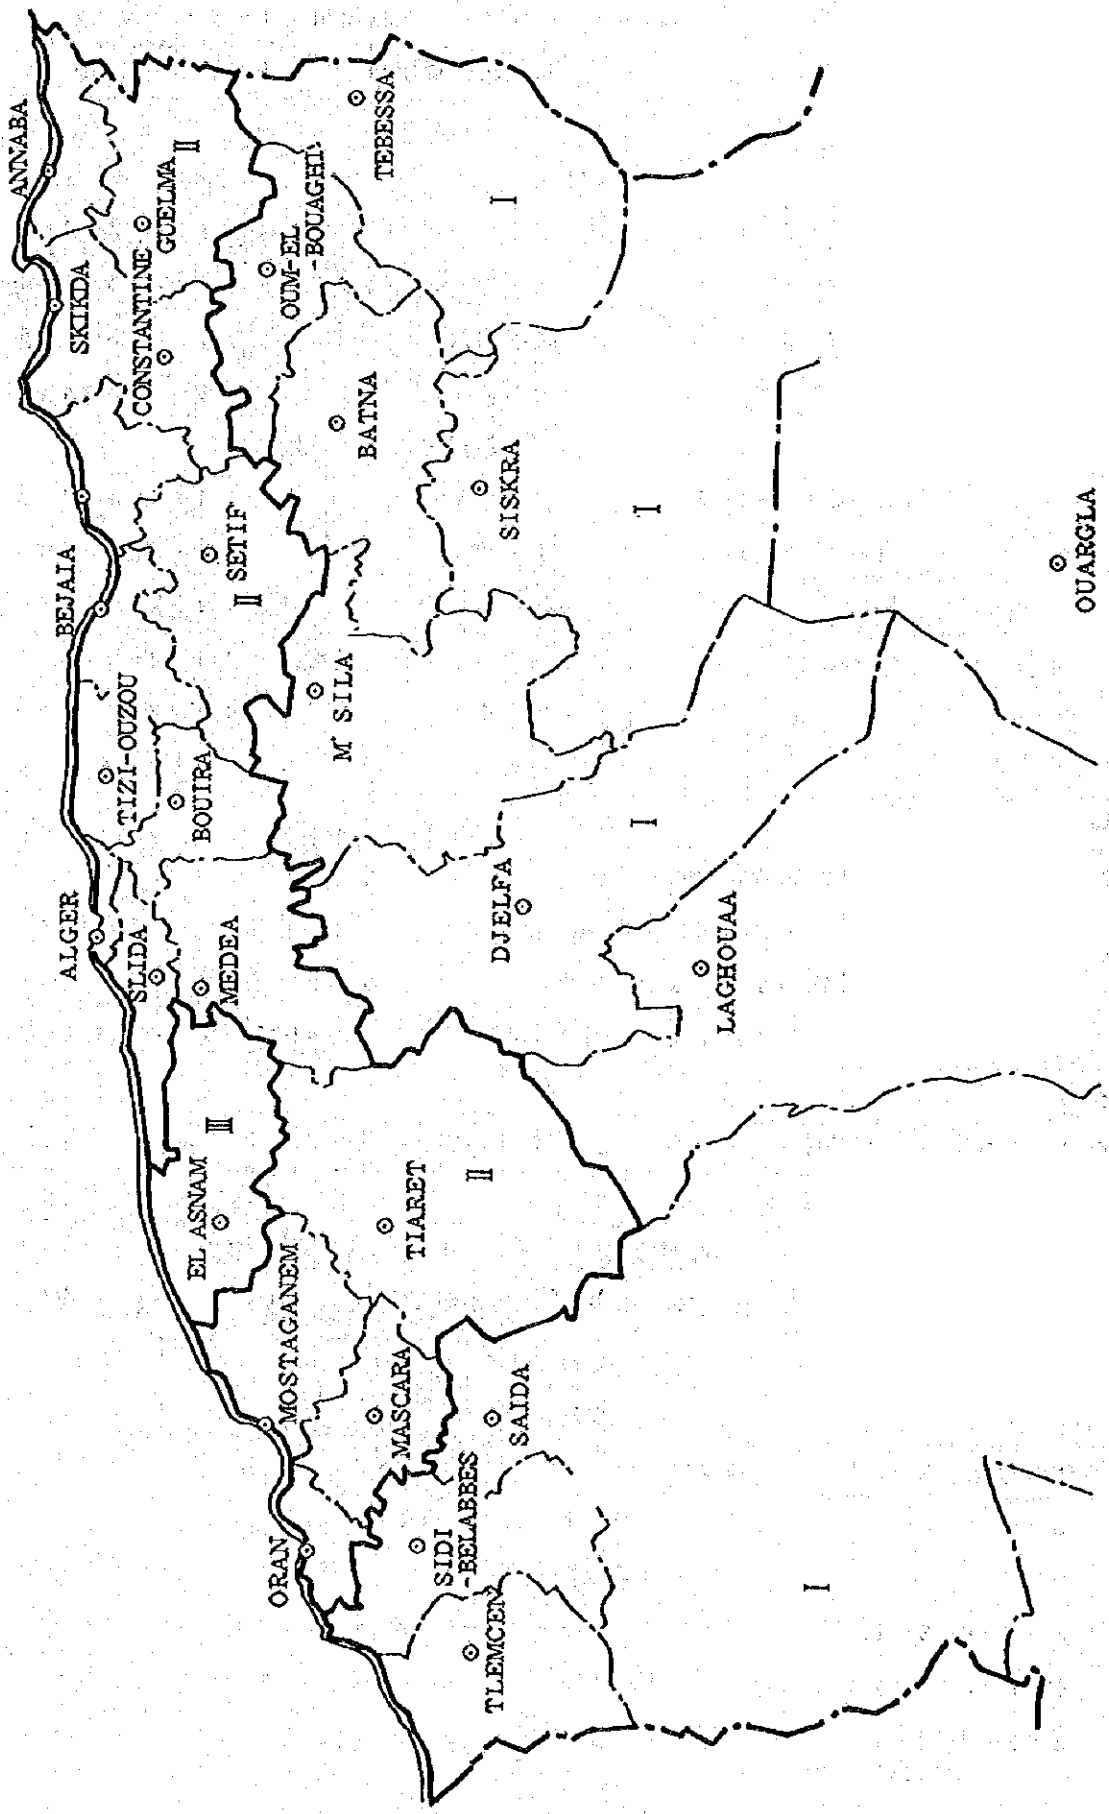 ANNABA
SKIKDA
BEJAIA
TIZI-OUZOU
ALGER
SLIDA
BOUIRA
MEDEA
CONSTANTINE
GUELMA
II
SETIF
II
OUM-EL
-BOUAGHI
TEBESSA
BATNA
M'SILA
SISKRA
I
I
EL ASNAM
III
MOSTAGANEM
ORAN
MASCARA
TIARET
II
SIDI
-BELABBES
SAIDA
TLEMCEN
DJELFA
I
LAGHOUAA
OUARGLA
I